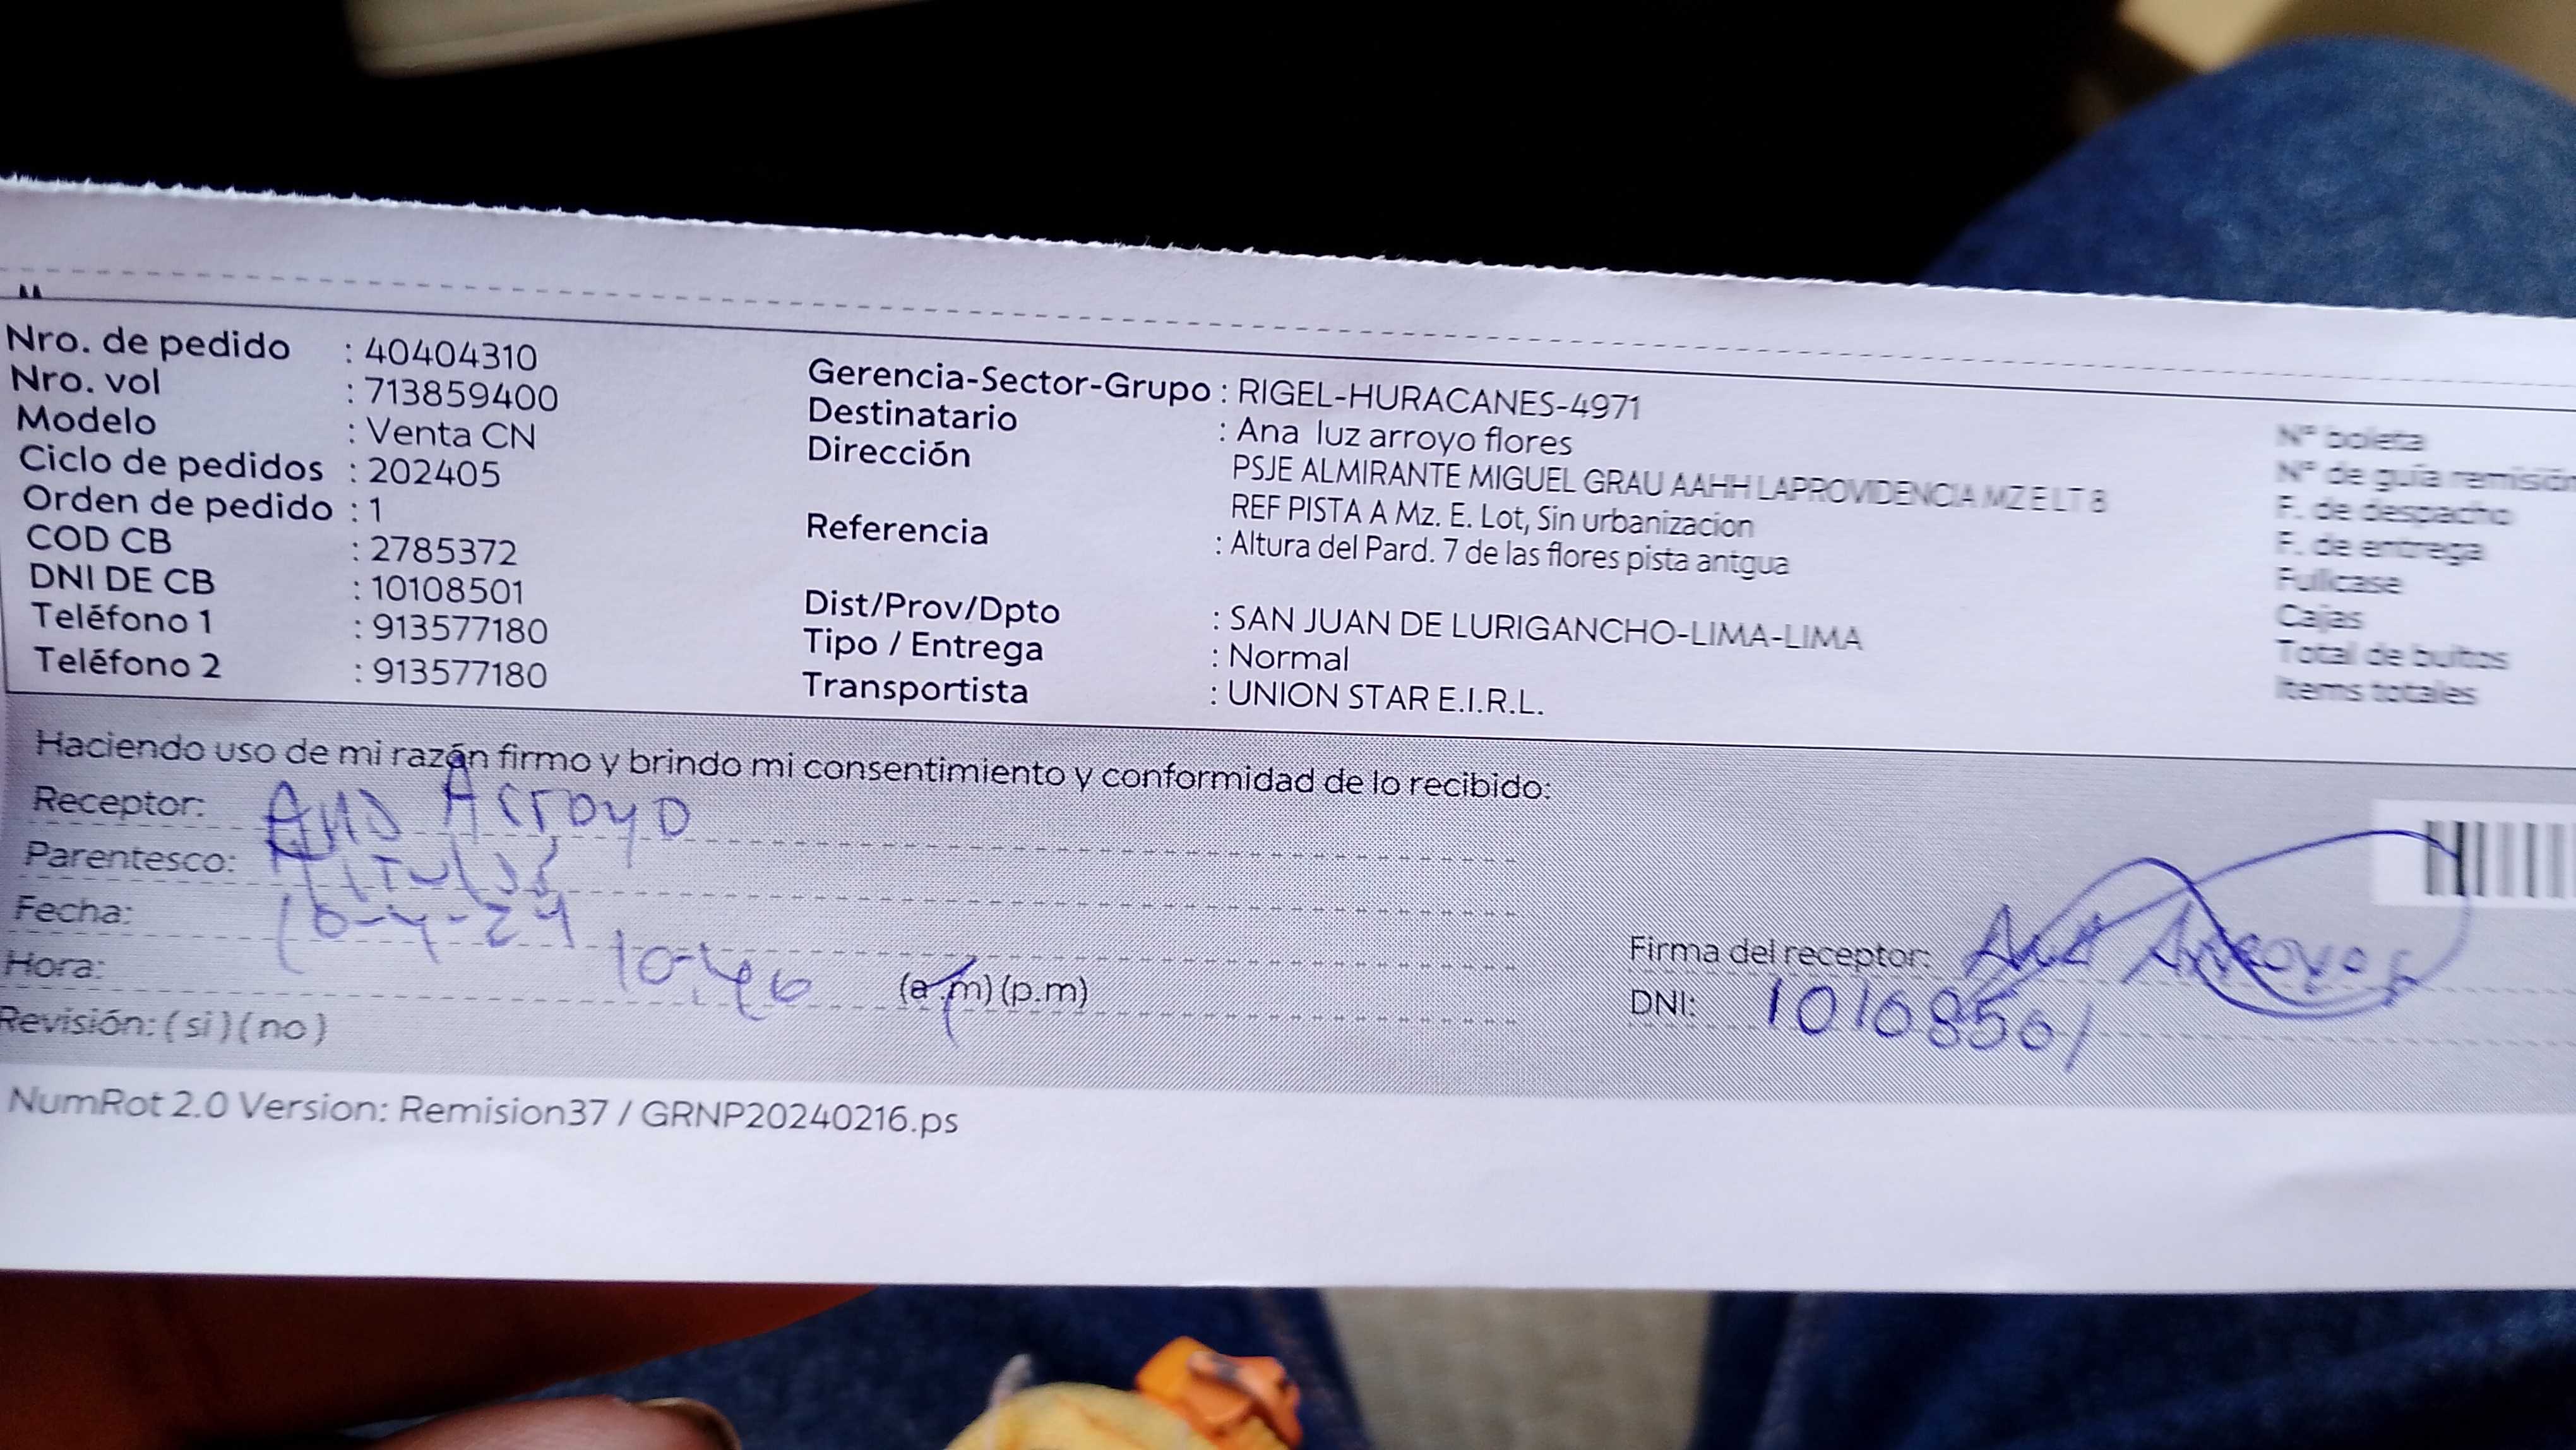 Nro. de pedido : 40404310
Nro. vol : 713859400
Modelo : Venta CN
Ciclo de pedidos : 202405
Orden de pedido : 1
COD CB : 2785372
DNI DE CB : 10108501
Teléfono 1 : 913577180
Teléfono 2 : 913577180
Gerencia-Sector-Grupo : RIGEL-HURACANES-4971
Destinatario : Ana luz arroyo flores
Dirección PSJE ALMIRANTE MIGUEL GRAU AAHH LAPROVIDENCIA MZ E LT 8
REF PISTA A Mz. E. Lot, Sin urbanizacion
Referencia : Altura del Pard. 7 de las flores pista antgua
Dist/Prov/Dpto : SAN JUAN DE LURIGANCHO-LIMA-LIMA
Tipo / Entrega : Normal
Transportista : UNION STAR E.I.R.L.
N° boleta
N° de guía remisión
F. de despacho
F. de entrega
Fullcase
Cajas
Total de bultos
Items totales
Haciendo uso de mi razón firmo y brindo mi consentimiento y conformidad de lo recibido:
Receptor: Ana Arroyo
Parentesco: Titular
Fecha: 10-4-24
Hora: 10:46 (a.m) (p.m)
Revisión: ( si ) ( no )
Firma del receptor: Ana Arroyo F
DNI: 10108501
NumRot 2.0 Version: Remision37 / GRNP20240216.ps